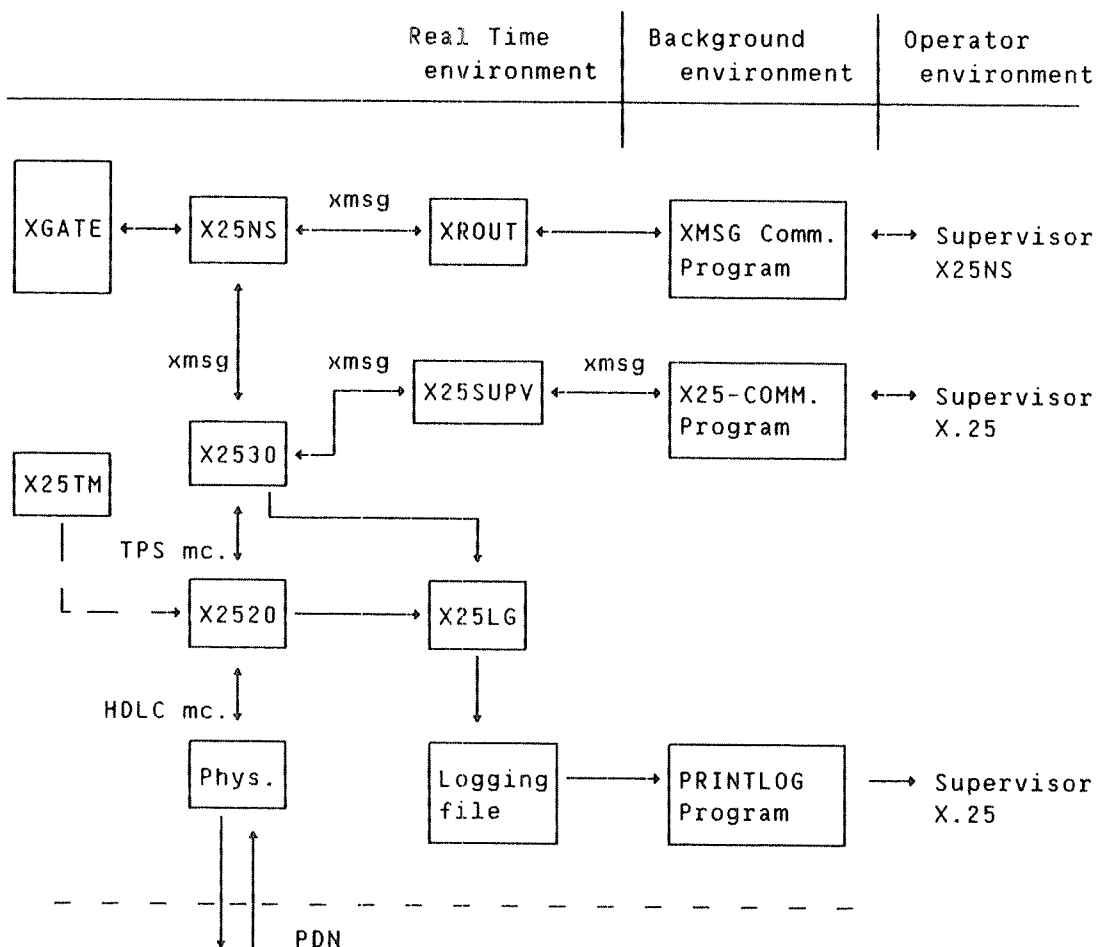 Real Time environment
Background environment
Operator environment
XGATE
X25NS
xmsg
XROUT
XMSG Comm. Program
Supervisor X25NS
xmsg
xmsg
X25SUPV
xmsg
X25-COMM. Program
Supervisor X.25
X2530
X25TM
TPS mc.
X2520
X25LG
HDLC mc.
Phys.
Logging file
PRINTLOG Program
Supervisor X.25
PDN